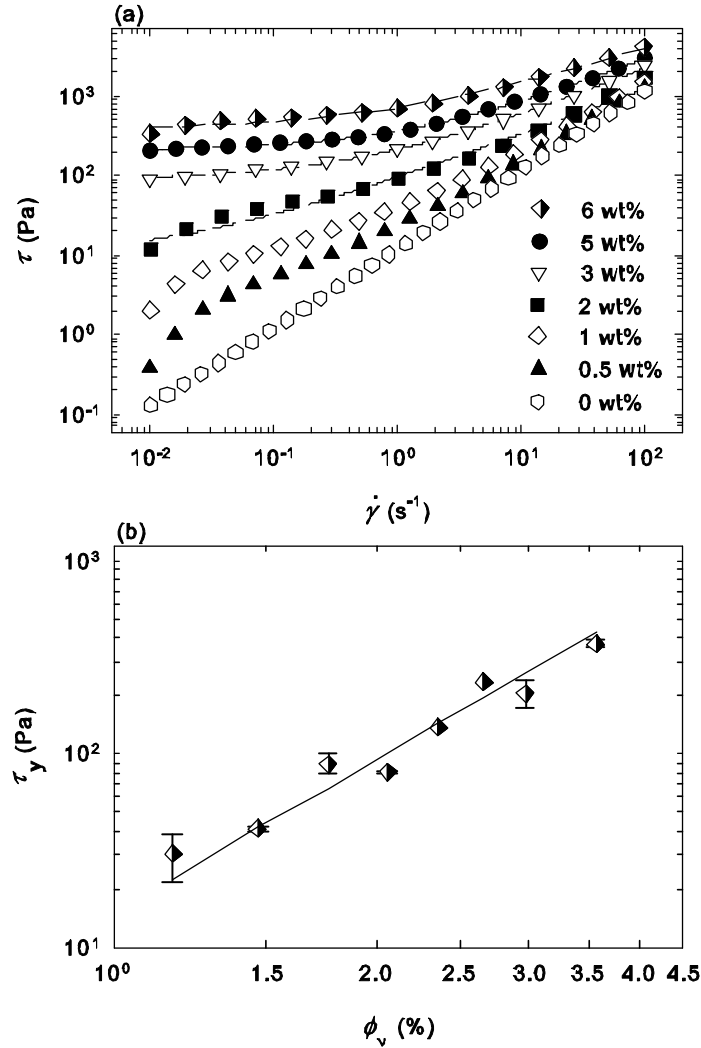 (a)
10³
10²
10¹
10⁰
10⁻¹
τ (Pa)
6 wt%
5 wt%
3 wt%
2 wt%
1 wt%
0.5 wt%
0 wt%
10⁻² 10⁻¹ 10⁰ 10¹ 10²
γ̇ (s⁻¹)
(b)
10³
10²
10¹
τy (Pa)
10⁰ 1.5 2.0 2.5 3.0 3.5 4.0 4.5
ϕν (%)